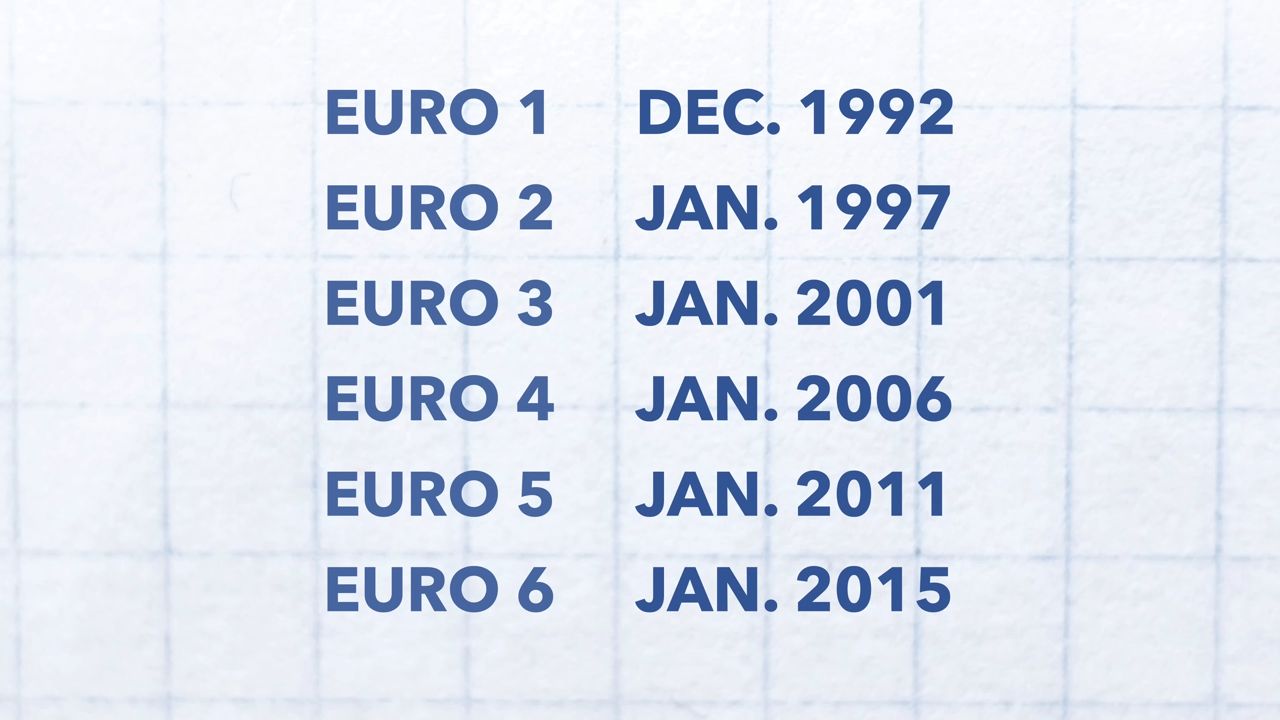 EURO 1 DEC. 1992
EURO 2 JAN. 1997
EURO 3 JAN. 2001
EURO 4 JAN. 2006
EURO 5 JAN. 2011
EURO 6 JAN. 2015